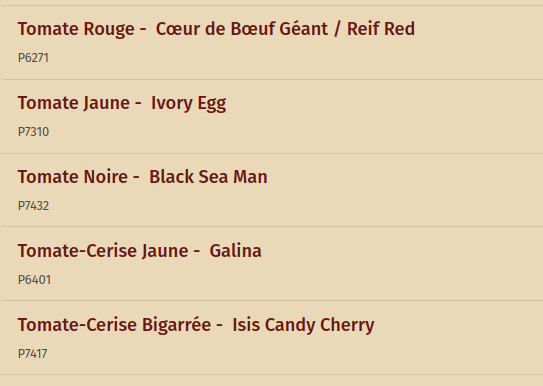 Tomate Rouge - Cœur de Bœuf Géant / Reif Red
P6271
Tomate Jaune - Ivory Egg
P7310
Tomate Noire - Black Sea Man
P7432
Tomate-Cerise Jaune - Galina
P6401
Tomate-Cerise Bigarrée - Isis Candy Cherry
P7417